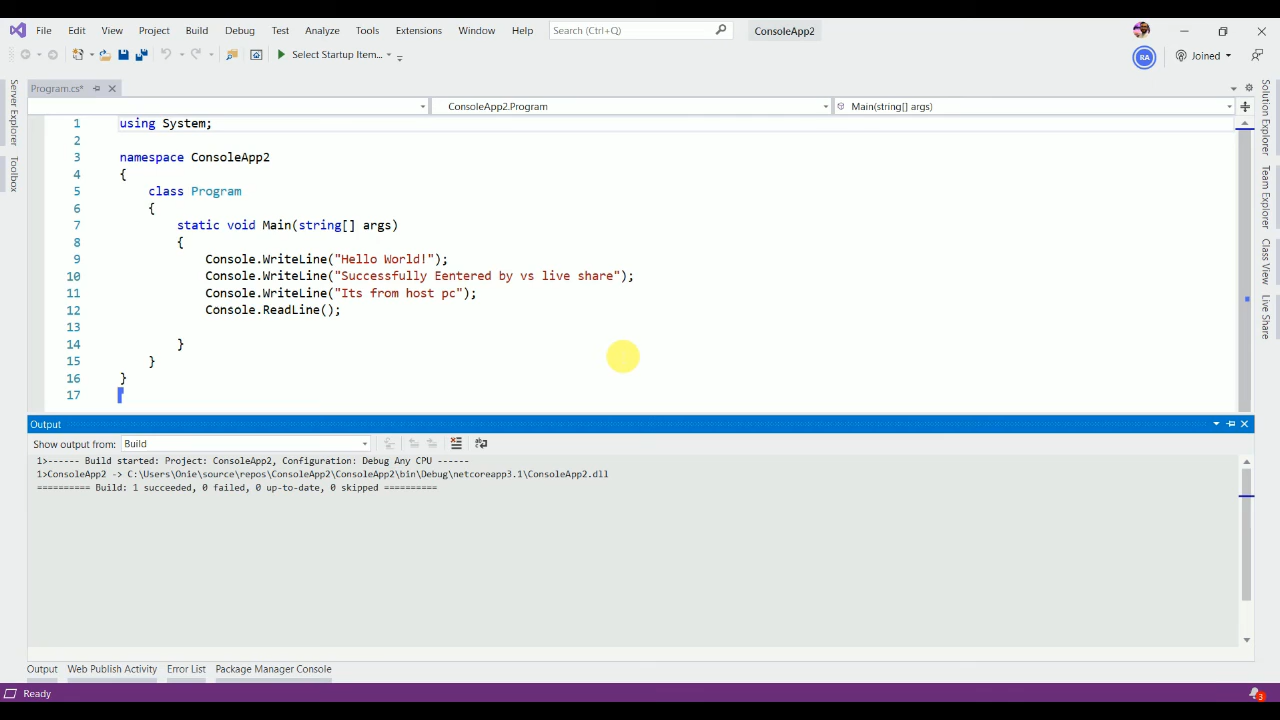 File Edit View Project Build Debug Test Analyze Tools Extensions Window Help Search (Ctrl+Q) ConsoleApp2
Select Startup Item... RA Joined
Program.cs*
ConsoleApp2.Program Main(string[] args)
Server Explorer
Toolbox
1 using System;
2
3 namespace ConsoleApp2
4 {
5 class Program
6 {
7 static void Main(string[] args)
8 {
9 Console.WriteLine("Hello World!");
10 Console.WriteLine("Successfully Eentered by vs live share");
11 Console.WriteLine("Its from host pc");
12 Console.ReadLine();
13
14 }
15 }
16 }
17
Solution Explorer
Team Explorer
Class View
Live Share
Output
Show output from: Build
1>------ Build started: Project: ConsoleApp2, Configuration: Debug Any CPU ------
1>ConsoleApp2 -> C:\Users\Onie\source\repos\ConsoleApp2\ConsoleApp2\bin\Debug\netcoreapp3.1\ConsoleApp2.dll
========== Build: 1 succeeded, 0 failed, 0 up-to-date, 0 skipped ==========
Output Web Publish Activity Error List Package Manager Console
Ready 3